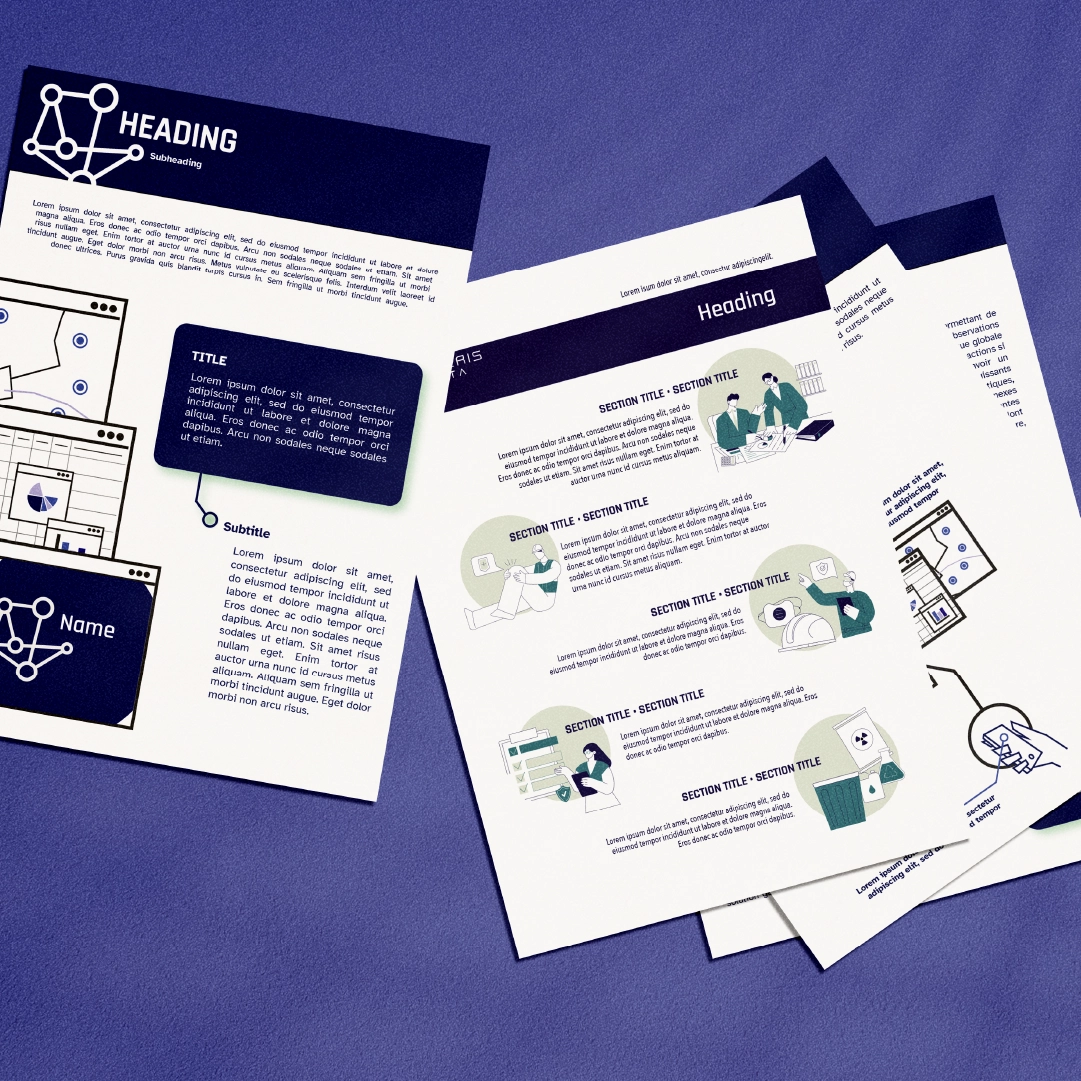 HEADING
Subheading
Lorem ipsum dolor sit amet, consectetur adipiscing elit, sed do eiusmod tempor incididunt ut labore et dolore
magna aliqua. Eros donec ac odio tempor orci dapibus. Arcu non sodales neque sodales ut etiam. Sit amet
risus nullam eget. Enim tortor at auctor urna nunc id cursus metus aliquam. Aliquam sem fringilla ut morbi
tincidunt augue. Eget dolor morbi non arcu risus. Metus vulputate eu scelerisque felis. Interdum velit laoreet id
donec ultrices. Purus gravida quis blandit turpis cursus in. Sem fringilla ut morbi tincidunt augue.
TITLE
Lorem ipsum dolor sit amet, consectetur
adipiscing elit, sed do eiusmod tempor
incididunt ut labore et dolore magna
aliqua. Eros donec ac odio tempor orci
dapibus. Arcu non sodales neque sodales
ut etiam.
Subtitle
Lorem ipsum dolor sit amet,
consectetur adipiscing elit, sed
do eiusmod tempor incididunt ut
labore et dolore magna aliqua.
Eros donec ac odio tempor orci
dapibus. Arcu non sodales neque
sodales ut etiam. Sit amet risus
nullam eget. Enim tortor at
auctor urna nunc id cursus metus
aliquam. Aliquam sem fringilla ut
morbi tincidunt augue. Eget dolor
morbi non arcu risus.
Name
Lorem isum dolor sit amet, consectur adipiscingelit.
Heading
SECTION TITLE • SECTION TITLE
Lorem ipsum dolor sit amet, consectetur adipiscing elit, sed do
eiusmod tempor incididunt ut labore et dolore magna aliqua.
Eros donec ac odio tempor orci dapibus. Arcu non sodales neque
sodales ut etiam. Sit amet risus nullam eget. Enim tortor at
auctor urna nunc id cursus metus aliquam.
SECTION TITLE • SECTION TITLE
Lorem ipsum dolor sit amet, consectetur adipiscing elit, sed do
eiusmod tempor incididunt ut labore et dolore magna aliqua. Eros
donec ac odio tempor orci dapibus. Arcu non sodales neque
sodales ut etiam. Sit amet risus nullam eget. Enim tortor at auctor
urna nunc id cursus metus aliquam.
SECTION TITLE • SECTION TITLE
Lorem ipsum dolor sit amet, consectetur adipiscing elit, sed do
eiusmod tempor incididunt ut labore et dolore magna aliqua. Eros
donec ac odio tempor orci dapibus.
SECTION TITLE • SECTION TITLE
Lorem ipsum dolor sit amet, consectetur adipiscing elit, sed do
eiusmod tempor incididunt ut labore et dolore magna aliqua. Eros
donec ac odio tempor orci dapibus.
SECTION TITLE • SECTION TITLE
Lorem ipsum dolor sit amet, consectetur adipiscing elit, sed do
eiusmod tempor incididunt ut labore et dolore magna aliqua.
Eros donec ac odio tempor orci dapibus.
incididunt ut
sodales neque
cursus metus
risus.
rmettant de
bservations
ue globale
actions si
voir un
lissants
tiques,
nexes
ntes
dont
re,
m dolor sit amet,
ur adipiscing elit,
usmod tempor
sectetur
d tempor
Lorem ipsum do
adipiscing elit, sed do